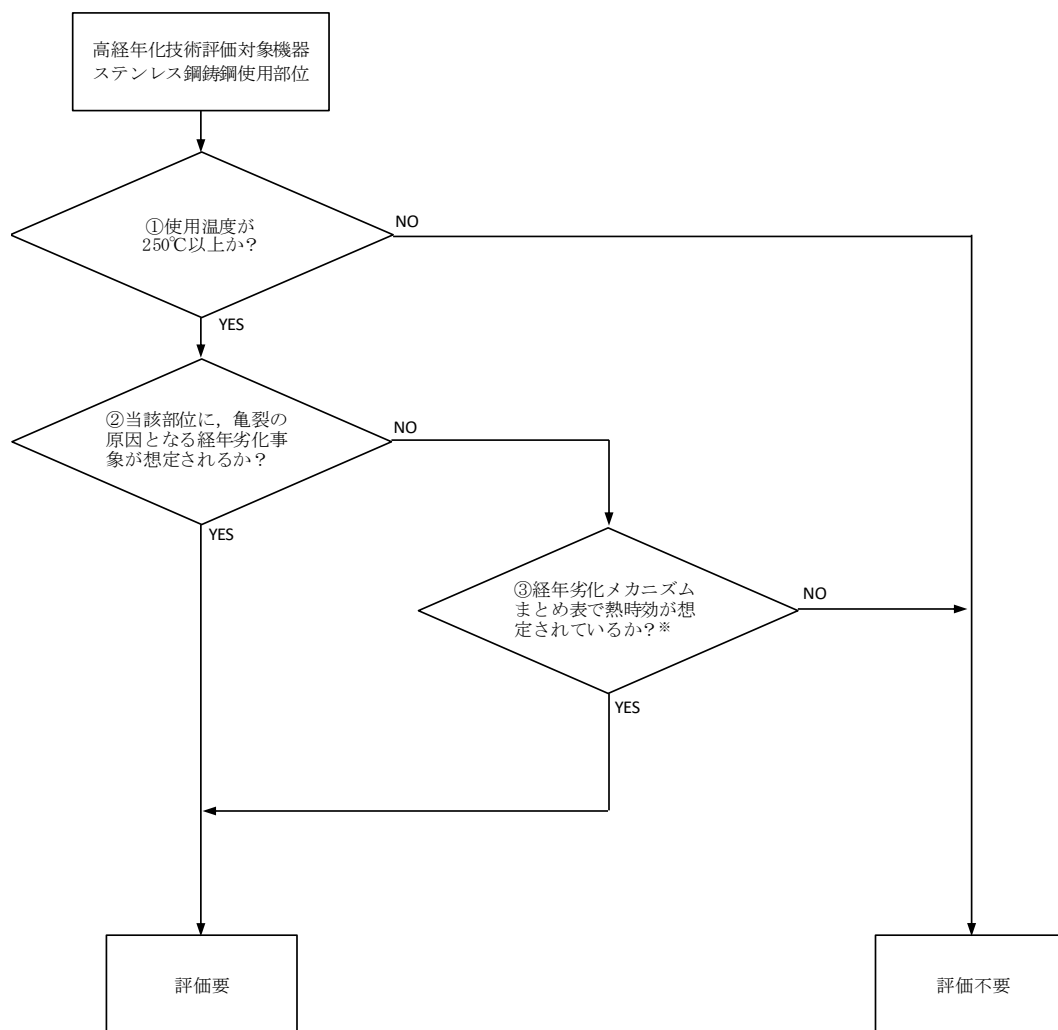 高経年化技術評価対象機器
ステンレス鋼鋳鋼使用部位
①使用温度が
250℃以上か？
NO
YES
②当該部位に，亀裂の
原因となる経年劣化事
象が想定されるか？
NO
YES
③経年劣化メカニズム
まとめ表で熱時効が想
定されているか？※
NO
YES
評価要
評価不要